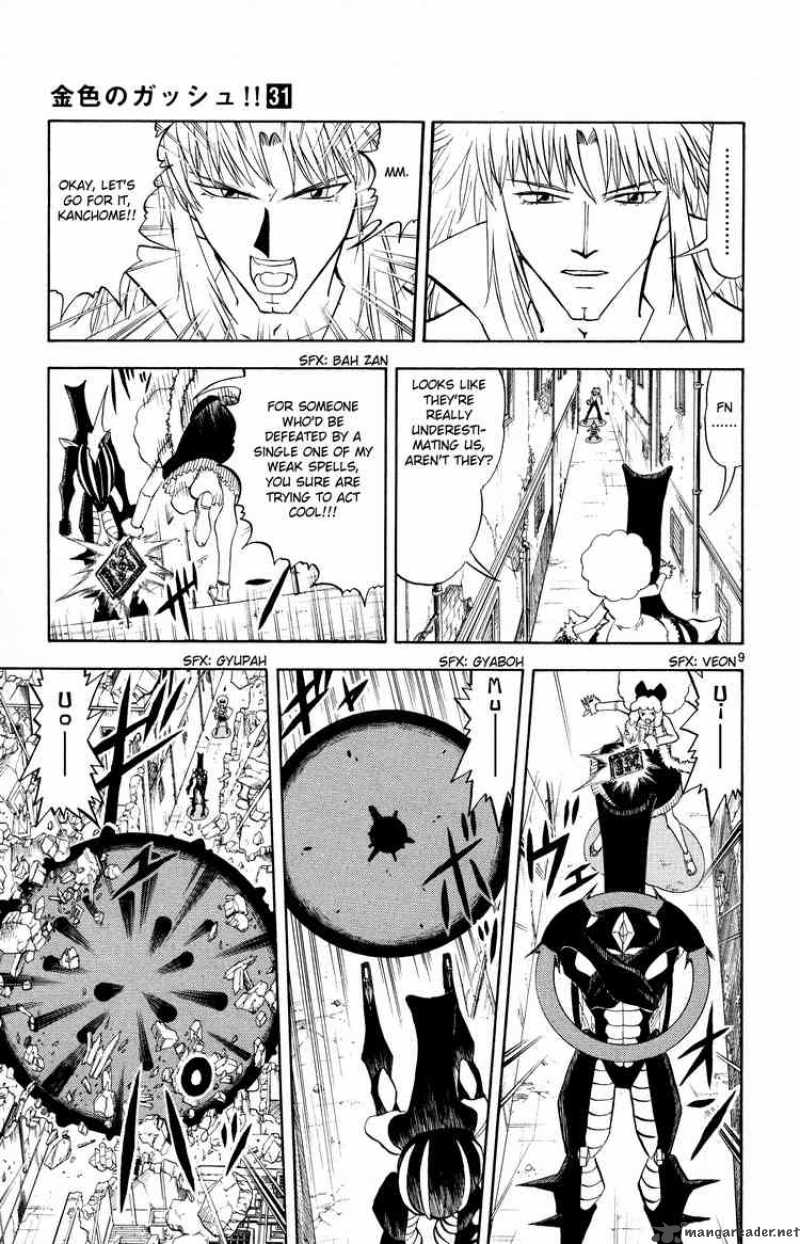 金色のガッシュ!! 31
............
MM.
OKAY, LET'S
GO FOR IT,
KANCHOME!!
SFX: BAH ZAN
FN
......
LOOKS LIKE
THEY'RE
REALLY
UNDERESTI-
MATING US,
AREN'T THEY?
FOR SOMEONE
WHO'D BE
DEFEATED BY
A SINGLE ONE OF MY
WEAK SPELLS,
YOU SURE ARE
TRYING TO ACT
COOL!!!
SFX: VEON
9
SFX: GYABOH
SFX: GYUPAH
mangareader.net